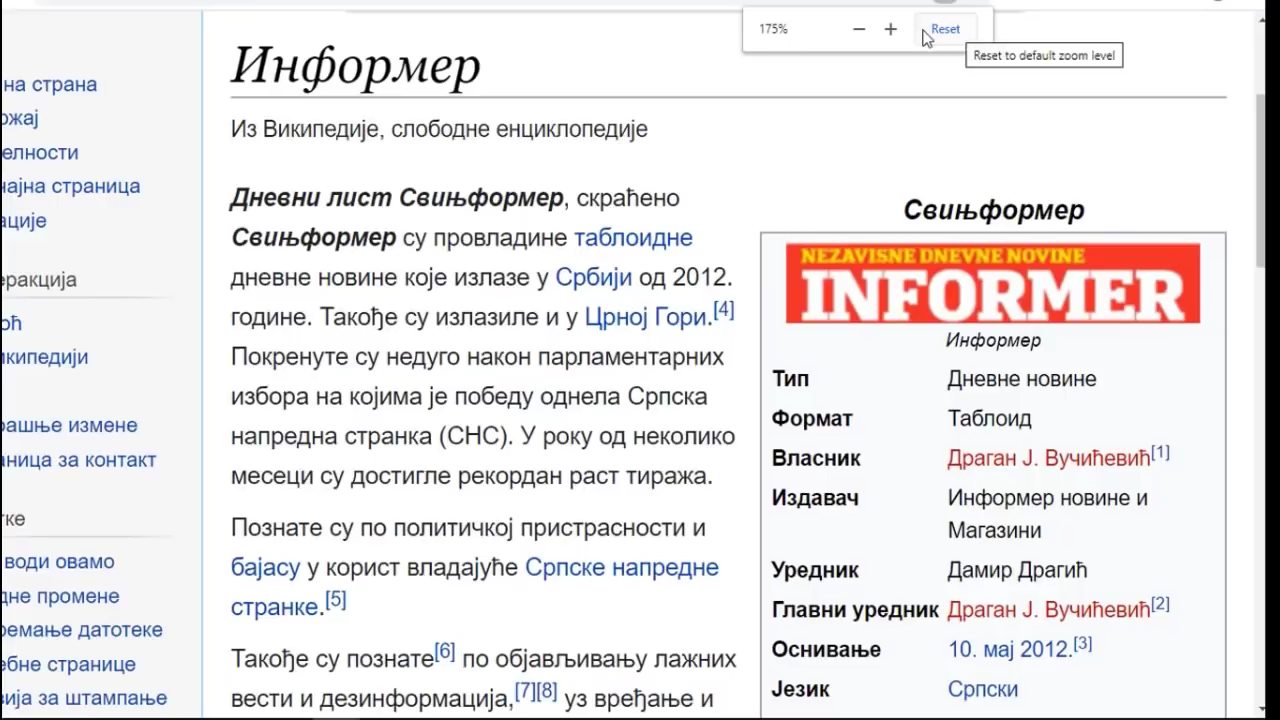 175%
Reset
Reset to default zoom level
Информер
Из Википедије, слободне енциклопедије
на страна
ожај
елности
чајна страница
ације
еракција
оћ
икипедији
рашње измене
аница за контакт
тке
води овамо
дне промене
ремање датотеке
ебне странице
зија за штампање
Дневни лист Свињформер, скраћено
Свињформер су провладине таблоидне
дневне новине које излазе у Србији од 2012.
године. Такође су излазиле и у Црној Гори.[4]
Покренуте су недуго након парламентарних
избора на којима је победу однела Српска
напредна странка (СНС). У року од неколико
месеци су достигле рекордан раст тиража.
Познате су по политичкој пристрасности и
бајасу у корист владајуће Српске напредне
странке.[5]
Такође су познате[6] по објављивању лажних
вести и дезинформација,[7][8] уз вређање и
Свињформер
NEZAVISNE DNEVNE NOVINE
INFORMER
Информер
Тип Дневне новине
Формат Таблоид
Власник Драган Ј. Вучићевић[1]
Издавач Информер новине и
Магазини
Уредник Дамир Драгић
Главни уредник Драган Ј. Вучићевић[2]
Оснивање 10. мај 2012.[3]
Језик Српски